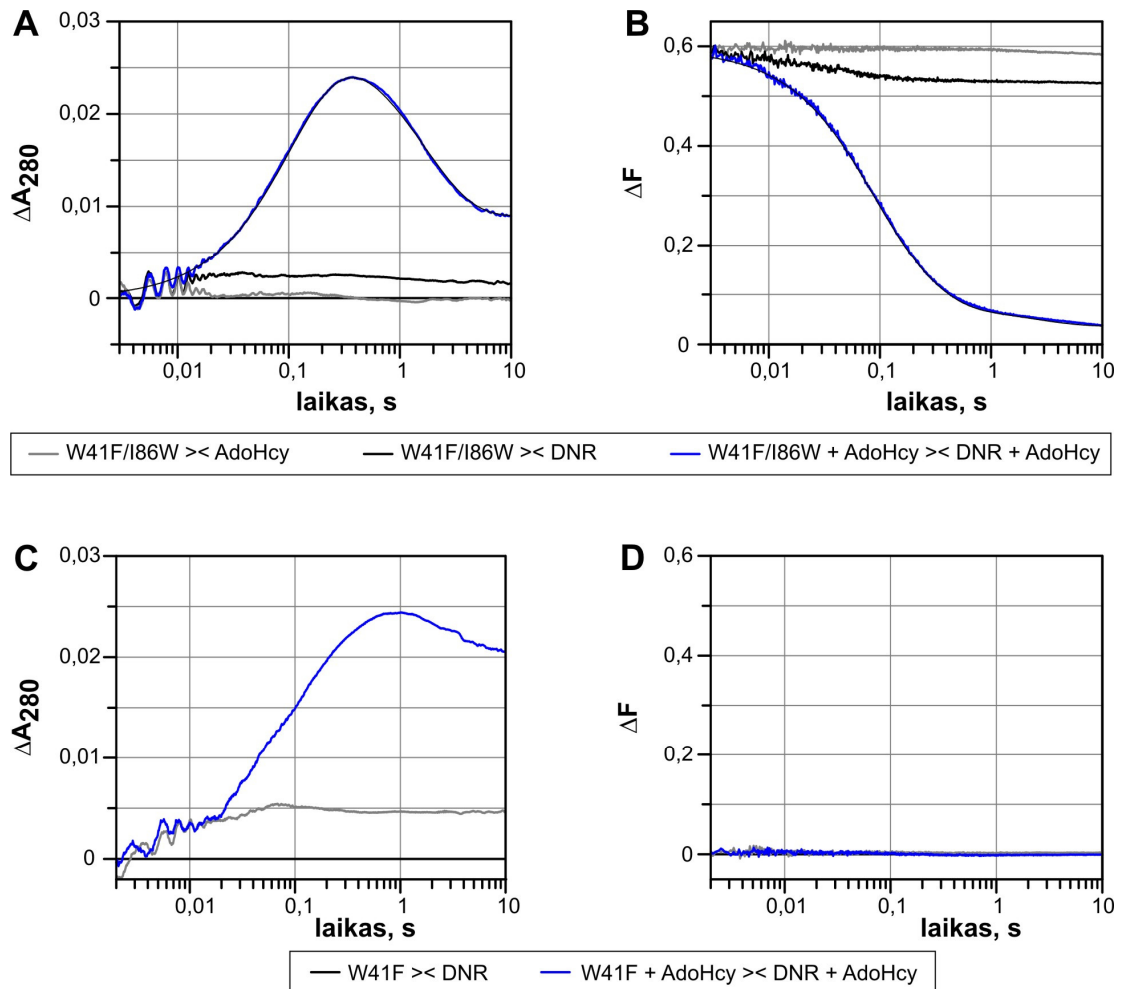 A
ΔA280
0,03
0,02
0,01
0
0,01
0,1
1
10
laikas, s
B
ΔF
0,6
0,4
0,2
0
0,01
0,1
1
10
laikas, s
W41F/I86W >< AdoHcy
W41F/I86W >< DNR
W41F/I86W + AdoHcy >< DNR + AdoHcy
C
ΔA280
0,03
0,02
0,01
0
0,01
0,1
1
10
laikas, s
D
ΔF
0,6
0,4
0,2
0
0,01
0,1
1
10
laikas, s
W41F >< DNR
W41F + AdoHcy >< DNR + AdoHcy